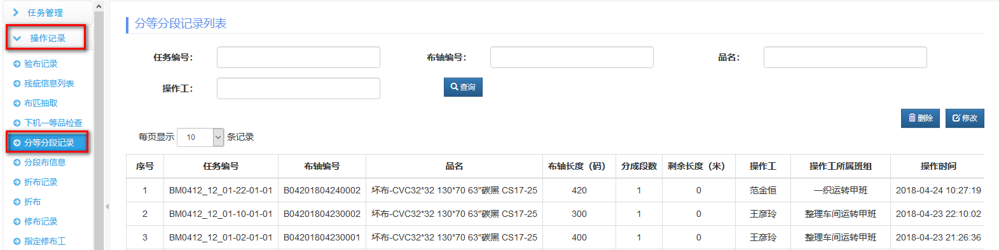 任务管理
操作记录
验布记录
残疵信息列表
布匹抽取
下机一等品检查
分等分段记录
分段布信息
折布记录
折布
修布记录
指定修布工
分等分段记录列表
任务编号： 布轴编号： 品名：
操作工： 查询
删除 修改
每页显示 10 条记录
序号 任务编号 布轴编号 品名 布轴长度（码） 分成段数 剩余长度（米） 操作工 操作工所属班组 操作时间
1 BM0412_12_01-22-01-01 B04201804240002 坏布-CVC32*32 130*70 63"碳黑 CS17-25 420 1 0 范金恒 一织运转甲班 2018-04-24 10:27:19
2 BM0412_12_01-10-01-01 B04201804230002 坏布-CVC32*32 130*70 63"碳黑 CS17-25 300 1 0 王彦玲 整理车间运转甲班 2018-04-23 22:10:02
3 BM0412_12_01-02-01-01 B04201804230001 坏布-CVC32*32 130*70 63"碳黑 CS17-25 400 1 0 王彦玲 整理车间运转甲班 2018-04-23 21:26:36